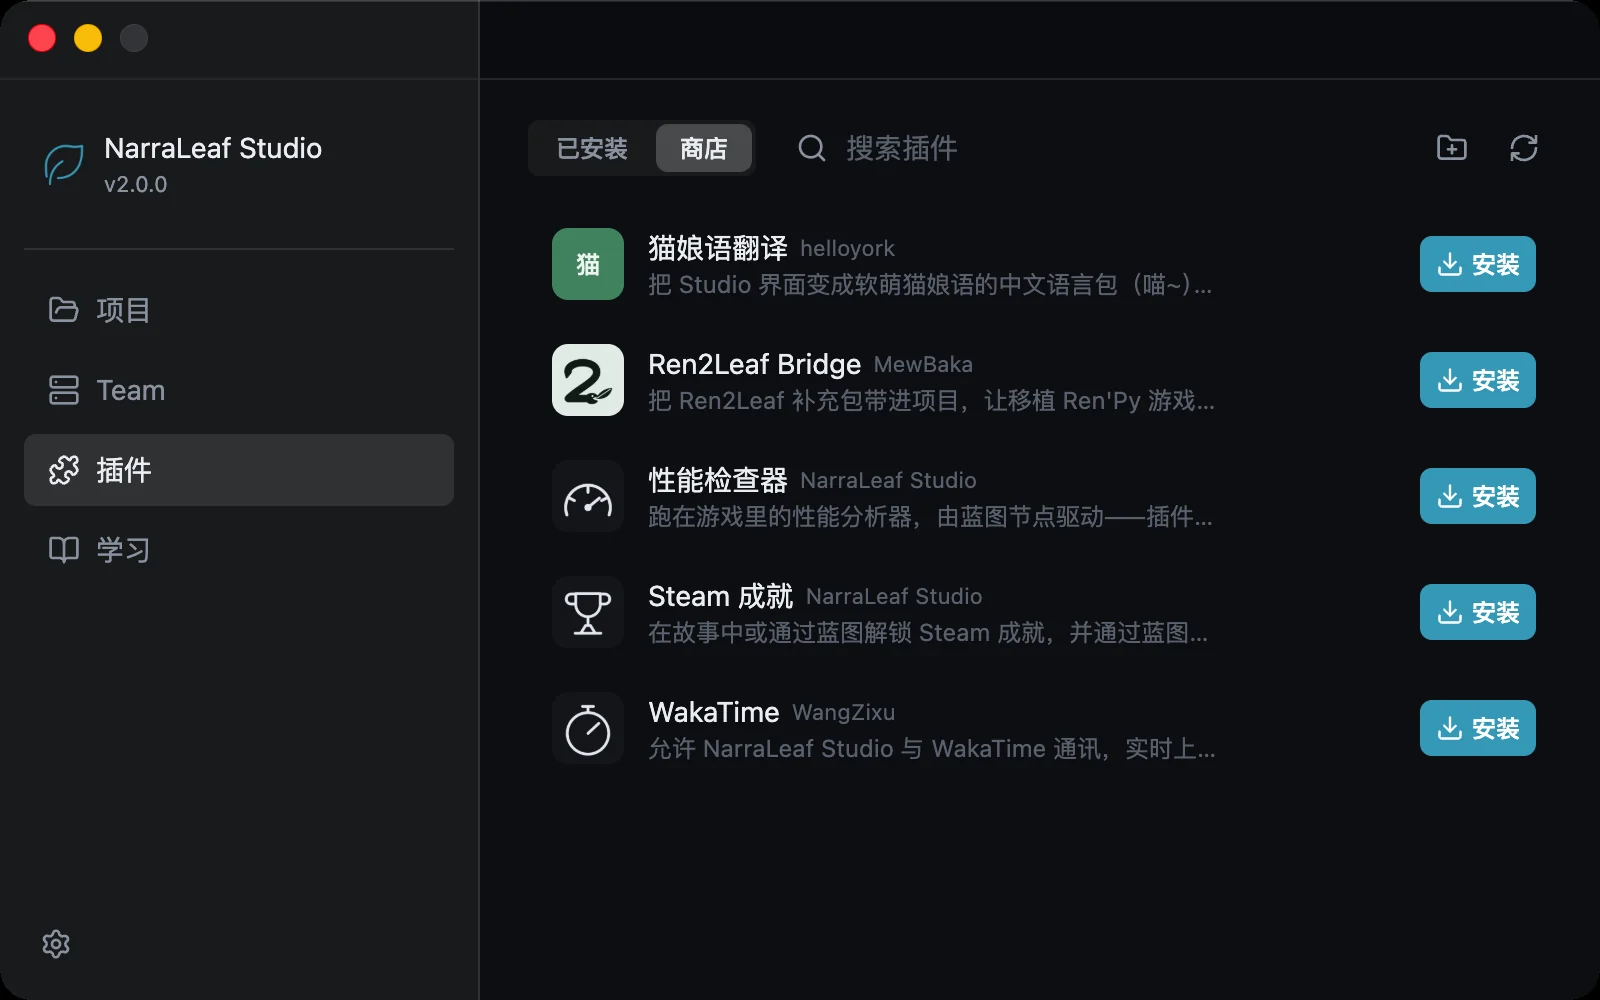 NarraLeaf Studio
v2.0.0
项目
Team
插件
学习
已安装 商店 搜索插件
猫
猫娘语翻译 helloyork
把 Studio 界面变成软萌猫娘语的中文语言包（喵~）...
安装
Ren2Leaf Bridge MewBaka
把 Ren2Leaf 补充包带进项目，让移植 Ren'Py 游戏...
安装
性能检查器 NarraLeaf Studio
跑在游戏里的性能分析器，由蓝图节点驱动——插件...
安装
Steam 成就 NarraLeaf Studio
在故事中或通过蓝图解锁 Steam 成就，并通过蓝图...
安装
WakaTime WangZixu
允许 NarraLeaf Studio 与 WakaTime 通讯，实时上...
安装